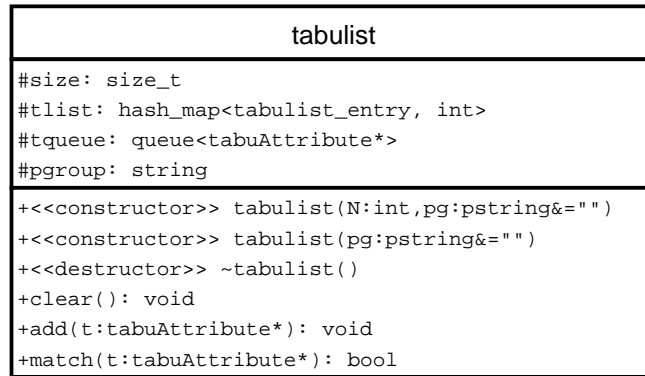 tabulist
#size: size_t
#tlist: hash_map<tabulist_entry, int>
#tqueue: queue<tabuAttribute*>
#pgroup: string
+<<constructor>> tabulist(N:int,pg:pstring&="")
+<<constructor>> tabulist(pg:pstring&="")
+<<destructor>> ~tabulist()
+clear(): void
+add(t:tabuAttribute*): void
+match(t:tabuAttribute*): bool